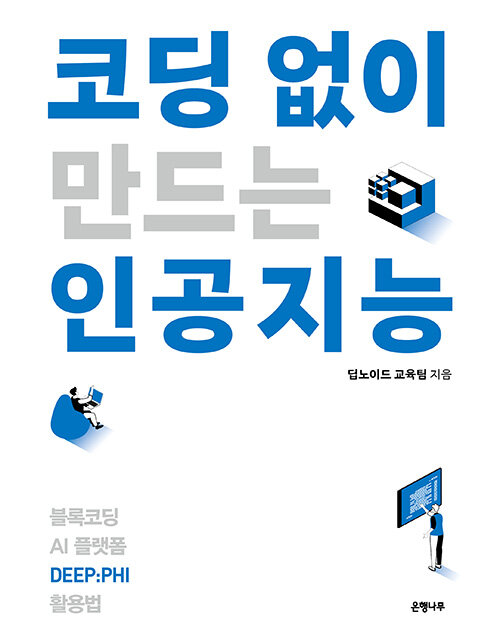 코딩 없이
만드는
인공지능
딥노이드 교육팀 지음
블록코딩
AI 플랫폼
DEEP:PHI
활용법
은행나무